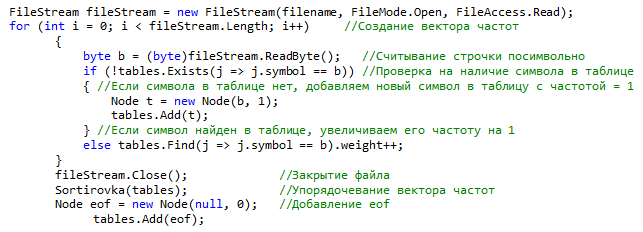 FileStream fileStream = new FileStream(filename, FileMode.Open, FileAccess.Read);
for (int i = 0; i < fileStream.Length; i++) //Создание вектора частот
{
byte b = (byte)fileStream.ReadByte(); //Считывание строчки посимвольно
if (!tables.Exists(j => j.symbol == b)) //Проверка на наличие символа в таблице
{ //Если символа в таблице нет, добавляем новый символ в таблицу с частотой = 1
Node t = new Node(b, 1);
tables.Add(t);
} //Если символ найден в таблице, увеличиваем его частоту на 1
else tables.Find(j => j.symbol == b).weight++;
}
fileStream.Close(); //Закрытие файла
Sortirovka(tables); //Упорядочевание вектора частот
Node eof = new Node(null, 0); //Добавление eof
tables.Add(eof);